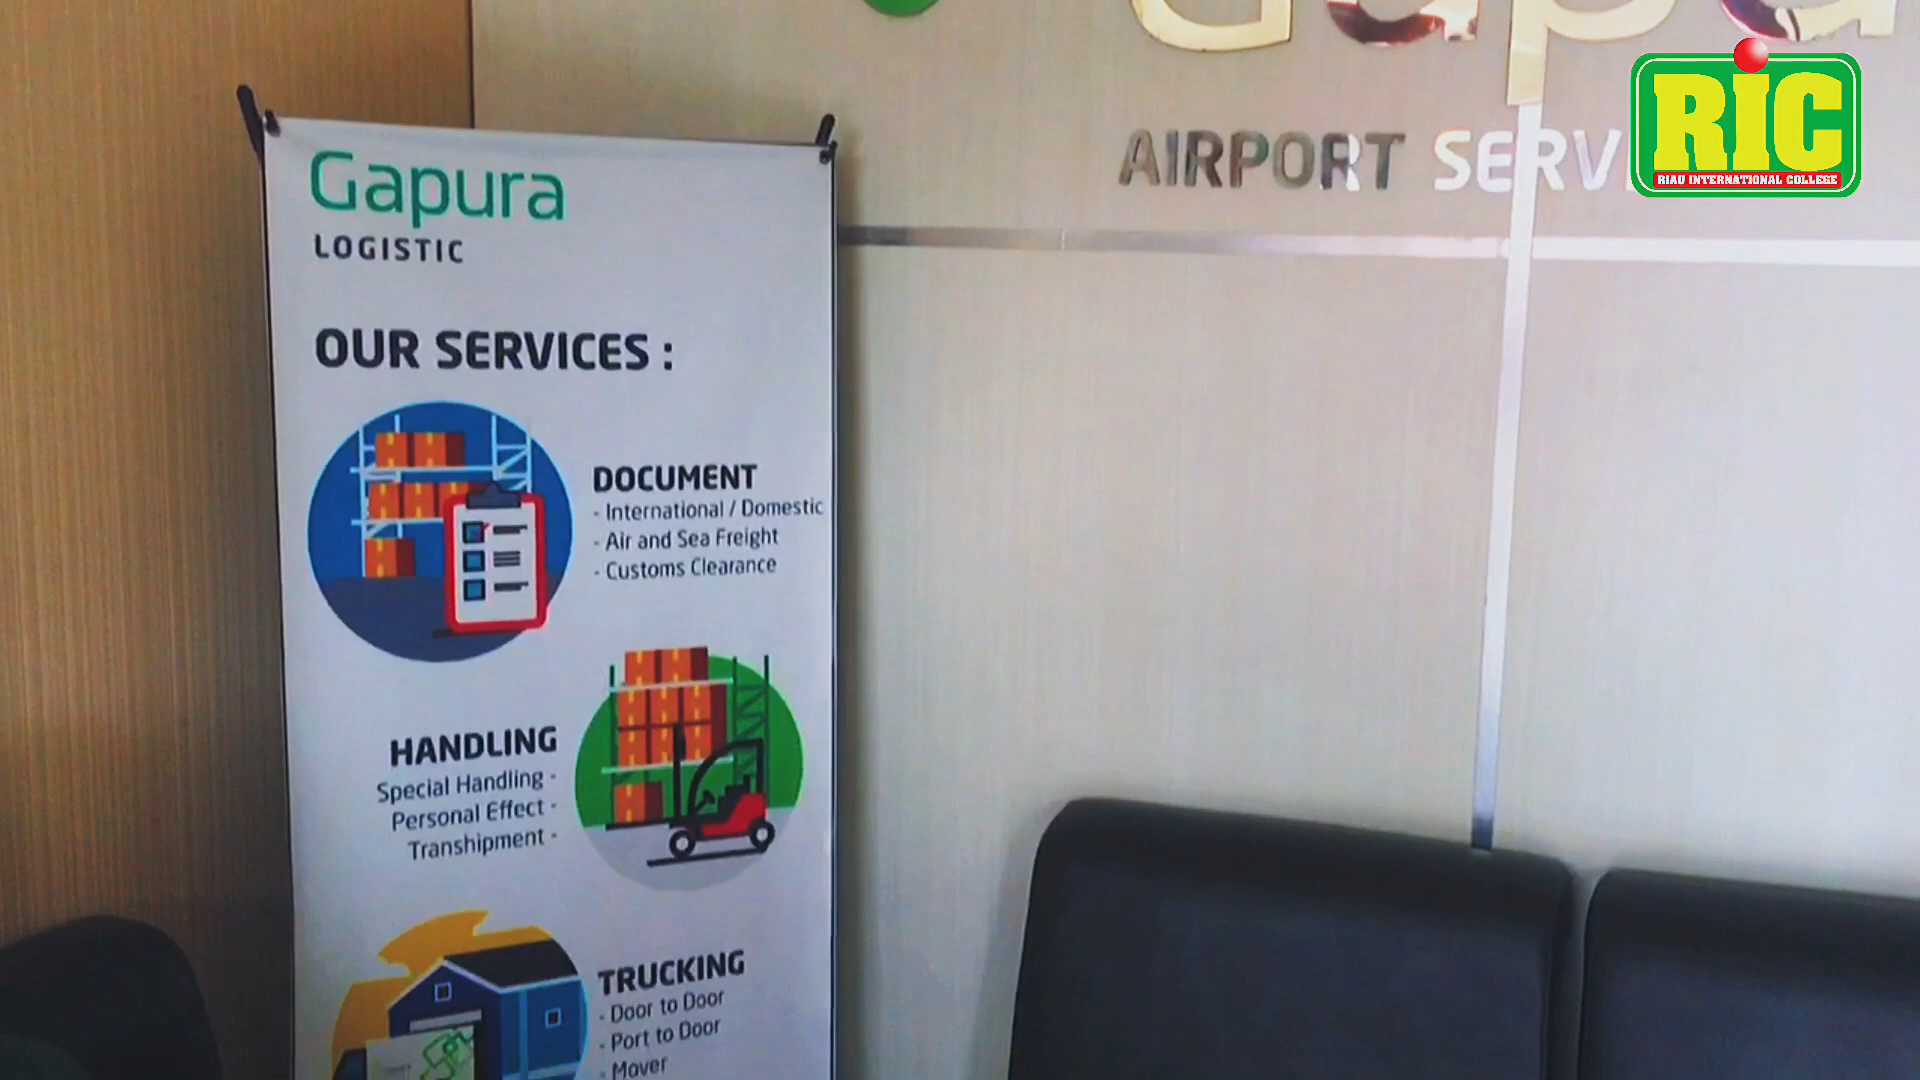 Gapura
LOGISTIC
OUR SERVICES :
DOCUMENT
- International / Domestic
- Air and Sea Freight
- Customs Clearance
HANDLING
Special Handling -
Personal Effect -
Transhipment -
TRUCKING
- Door to Door
- Port to Door
- Mover
AIRPORT
RIC
RIAU INTERNATIONAL COLLEGE